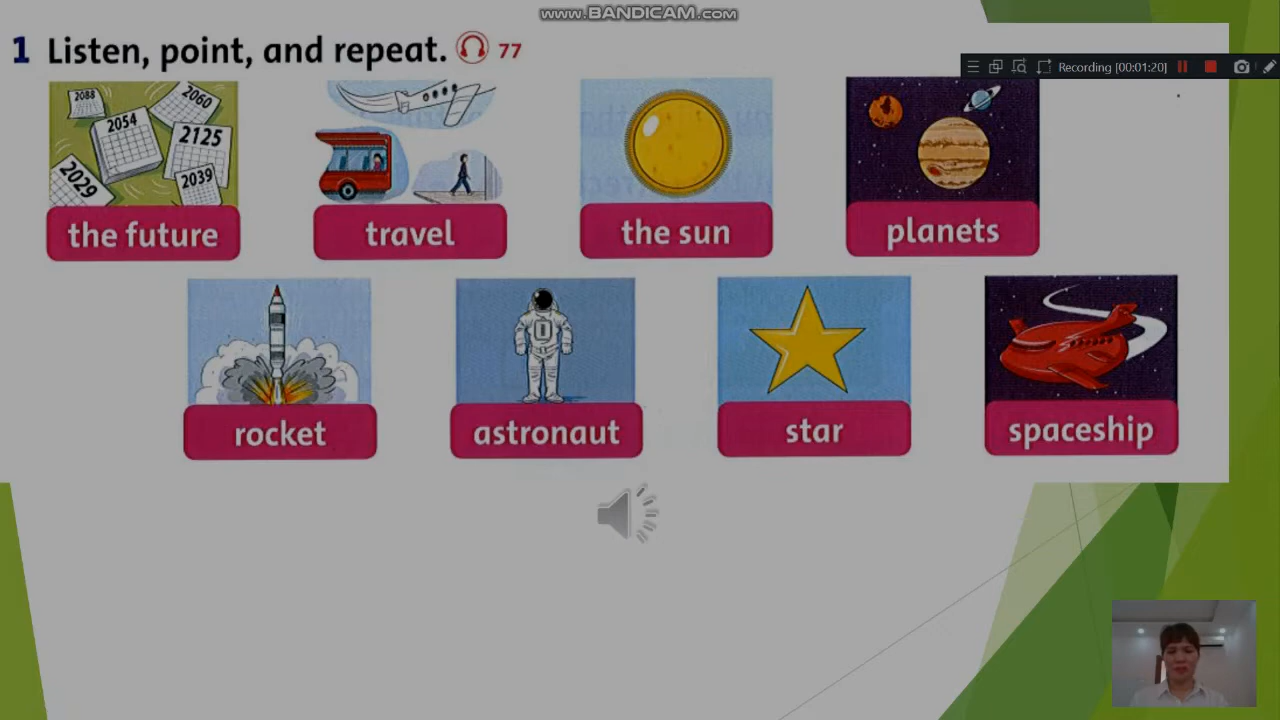 www.BANDICAM.com
1 Listen, point, and repeat. 77
Recording [00:01:20]
2088
2060
2054
2125
2029
2039
the future
travel
the sun
planets
rocket
astronaut
star
spaceship